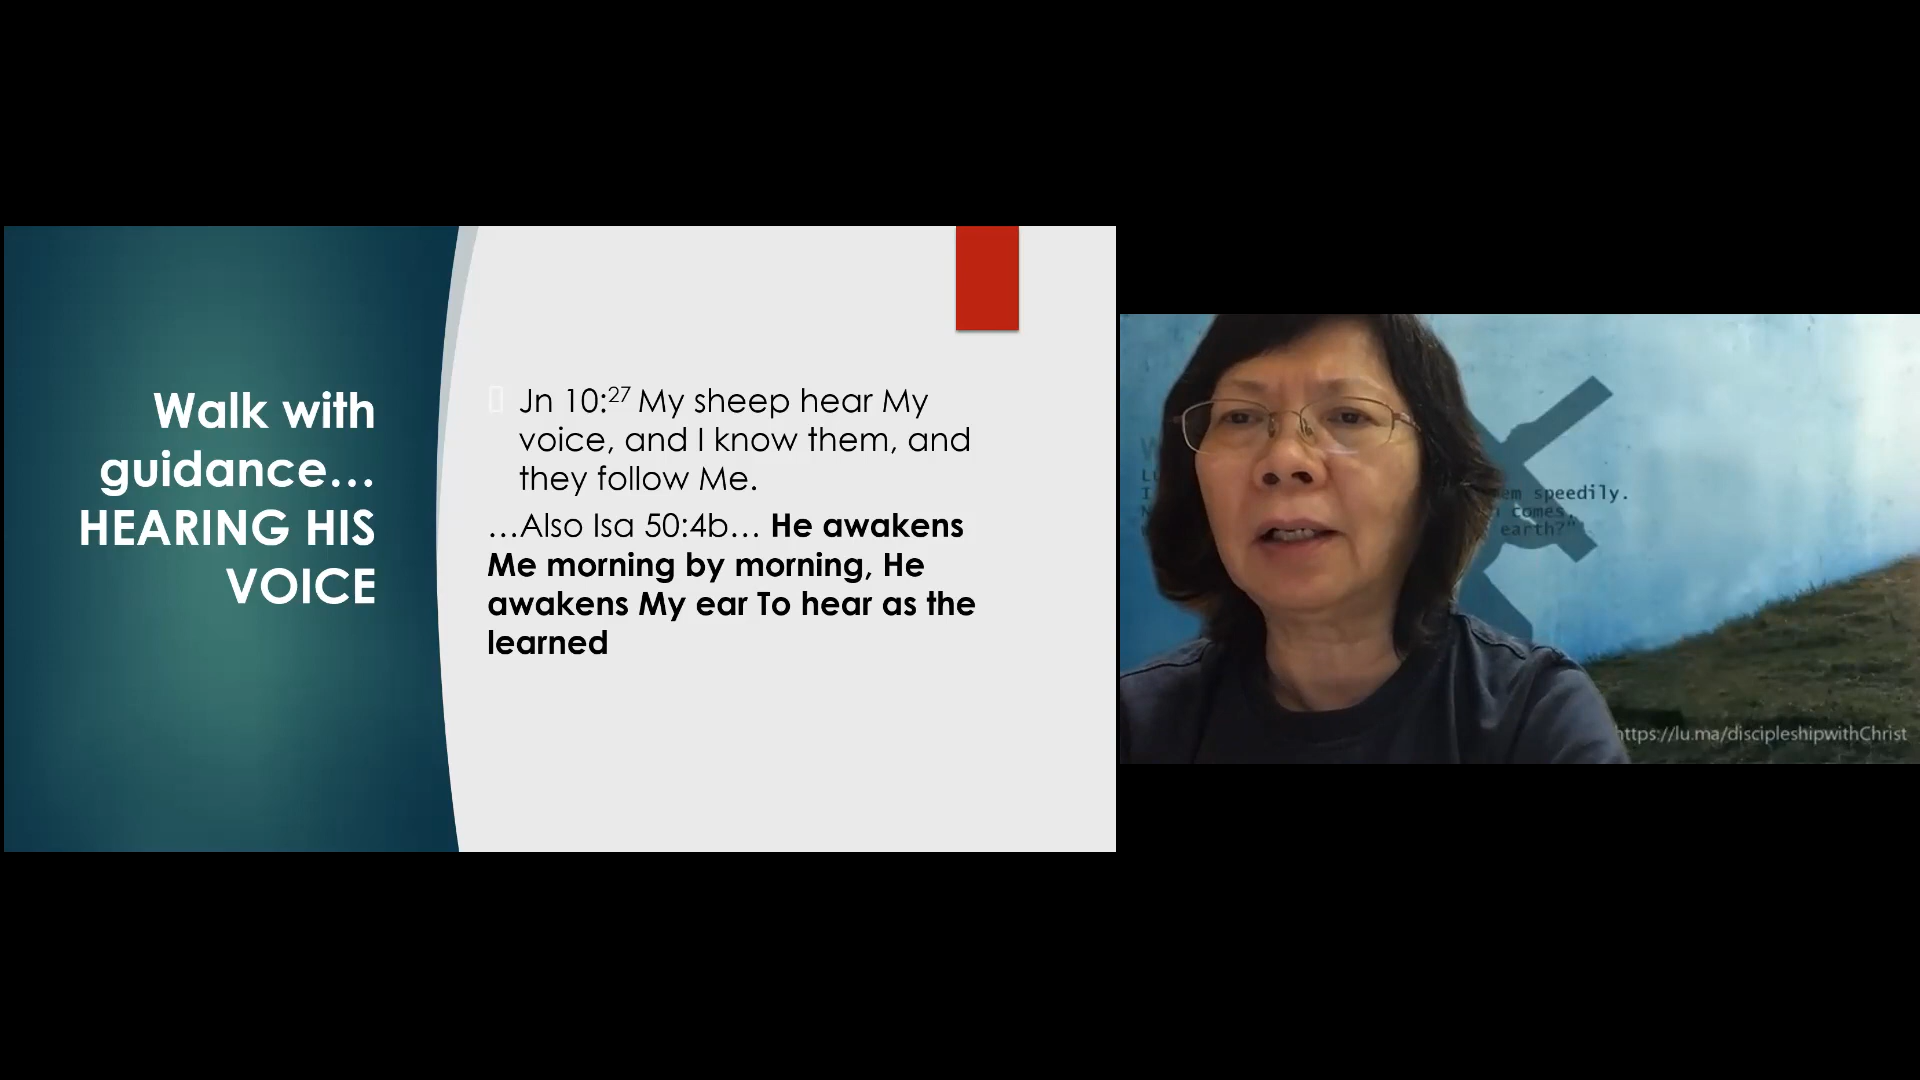 Walk with
guidance…
HEARING HIS
VOICE
Jn 10:27 My sheep hear My
voice, and I know them, and
they follow Me.
…Also Isa 50:4b… He awakens
Me morning by morning, He
awakens My ear To hear as the
learned
speedily.
comes,
earth?"
https://lu.ma/discipleshipwithChrist